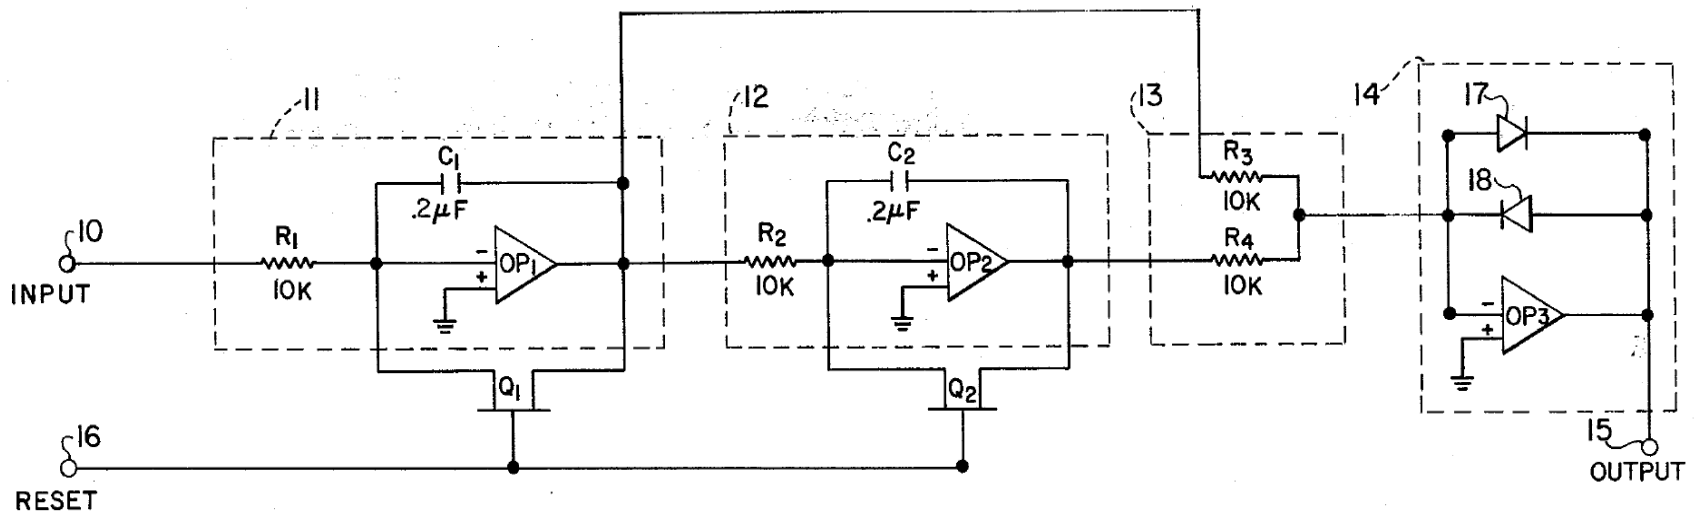 11
12
13
14
17
C1
.2µF
C2
.2µF
R3
10K
18
10
INPUT
R1
10K
-
+
OP1
R2
10K
-
+
OP2
R4
10K
-
+
OP3
Q1
Q2
16
RESET
15
OUTPUT